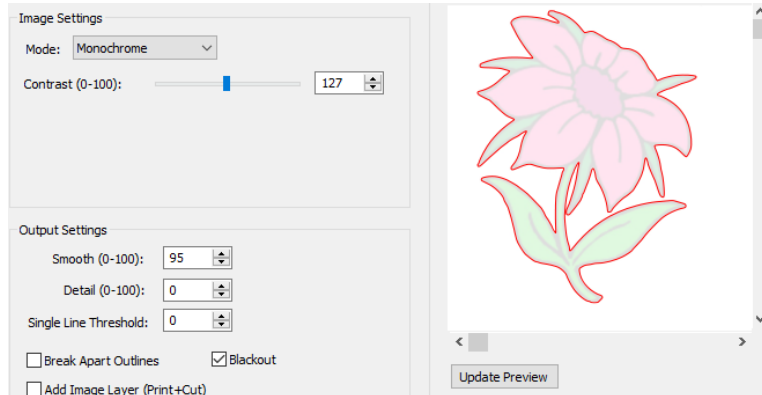 Image Settings
Mode: Monochrome
Contrast (0-100): 127
Output Settings
Smooth (0-100): 95
Detail (0-100): 0
Single Line Threshold: 0
Break Apart Outlines Blackout
Add Image Layer (Print+Cut)
Update Preview